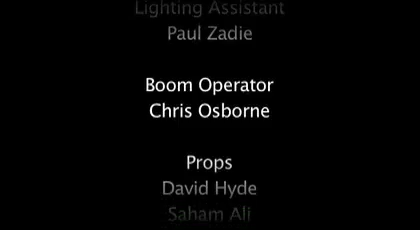 Lighting Assistant
Paul Zadie
Boom Operator
Chris Osborne
Props
David Hyde
Saham Ali